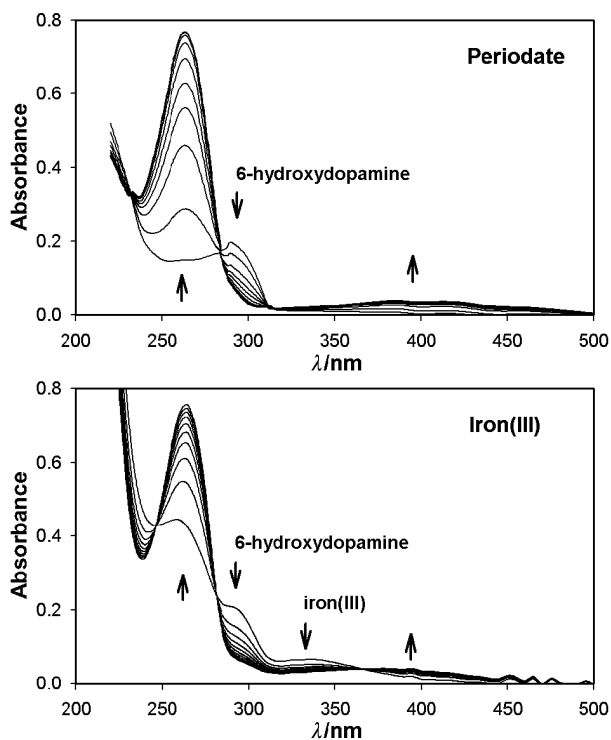 0.8
Periodate
0.6
Absorbance
0.4
6-hydroxydopamine
0.2
0.0
200 250 300 350 400 450 500
λ/nm
0.8
Iron(III)
0.6
Absorbance
0.4
6-hydroxydopamine
iron(III)
0.2
0.0
200 250 300 350 400 450 500
λ/nm